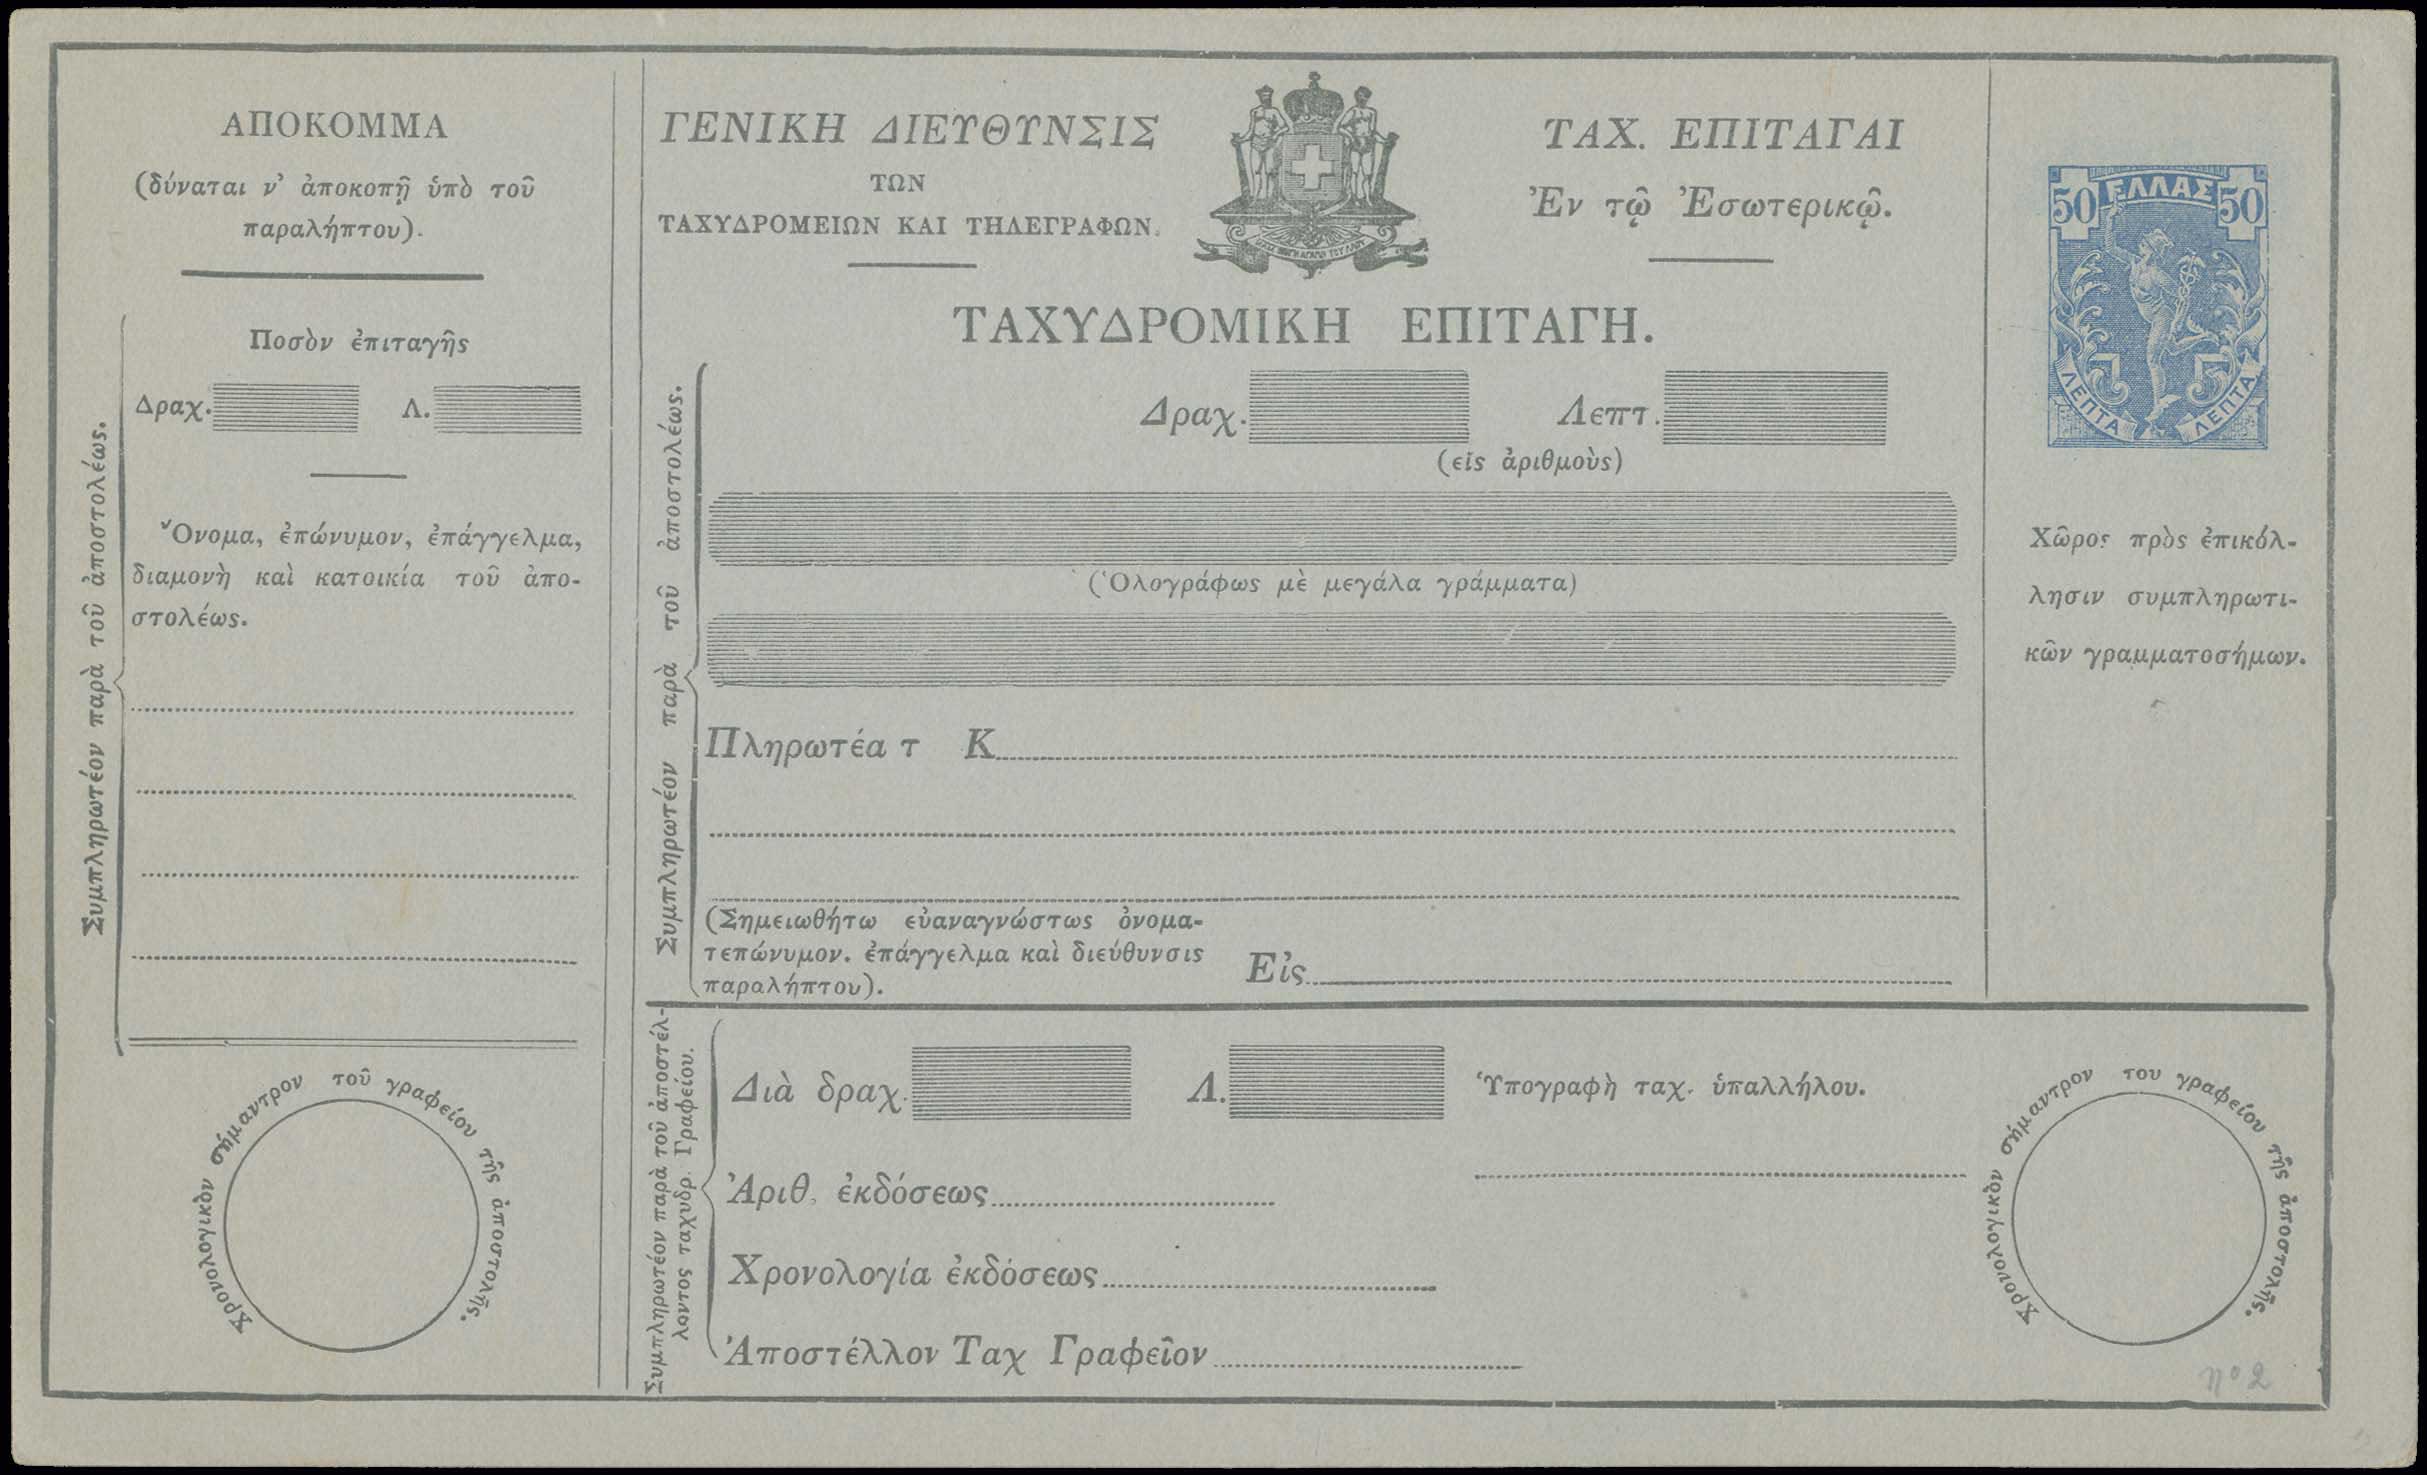 ΑΠΟΚΟΜΜΑ
(δύναται ν' ἀποκοπῇ ὑπὸ τοῦ
παραλήπτου).
Συμπληρωτέον παρὰ τοῦ ἀποστολέως.
Ποσὸν ἐπιταγῆς
Δραχ. Λ.
Ὄνομα, ἐπώνυμον, ἐπάγγελμα,
διαμονὴ καὶ κατοικία τοῦ ἀπο-
στολέως.
Χρονολογικὸν σήμαντρον τοῦ γραφείου τῆς ἀποστολῆς.
ΓΕΝΙΚΗ ΔΙΕΥΘΥΝΣΙΣ
ΤΩΝ
ΤΑΧΥΔΡΟΜΕΙΩΝ ΚΑΙ ΤΗΛΕΓΡΑΦΩΝ.
ΤΑΧ. ΕΠΙΤΑΓΑΙ
Ἐν τῷ Ἐσωτερικῷ.
ΤΑΧΥΔΡΟΜΙΚΗ ΕΠΙΤΑΓΗ.
Συμπληρωτέον παρὰ τοῦ ἀποστολέως.
Δραχ. Λεπτ.
(εἰς ἀριθμοὺς)
(Ὁλογράφως μὲ μεγάλα γράμματα)
Πληρωτέα τ Κ
(Σημειωθήτω εὐαναγνώστως ὀνομα-
τεπώνυμον. ἐπάγγελμα καὶ διεύθυνσις
παραλήπτου).
Εἰς
50 ΕΛΛΑΣ 50
ΛΕΠΤΑ ΛΕΠΤΑ
Χῶρος πρὸς ἐπικόλ-
λησιν συμπληρωτι-
κῶν γραμματοσήμων.
Συμπληρωτέον παρὰ τοῦ ἀποστέλ-
λοντος ταχυδρ. Γραφείου.
Διὰ δραχ. Λ.
Ὑπογραφὴ ταχ. ὑπαλλήλου.
Ἀριθ. ἐκδόσεως
Χρονολογία ἐκδόσεως
Ἀποστέλλον Ταχ Γραφεῖον
Χρονολογικὸν σήμαντρον του γραφείου τῆς ἀποστολῆς.
nº 2